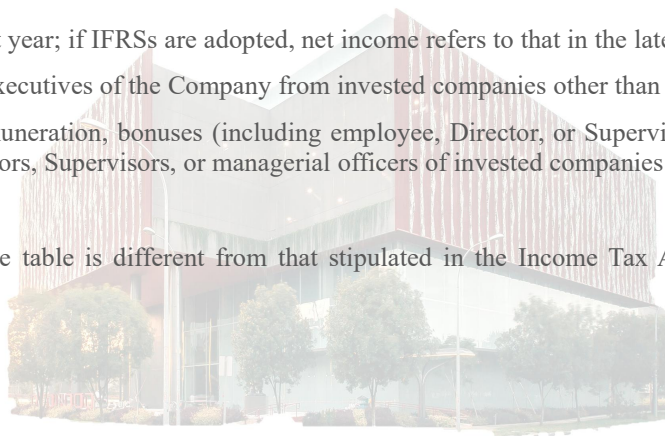 t year; if IFRSs are adopted, net income refers to that in the late
xecutives of the Company from invested companies other than
uneration, bonuses (including employee, Director, or Supervi
ors, Supervisors, or managerial officers of invested companies
e table is different from that stipulated in the Income Tax A